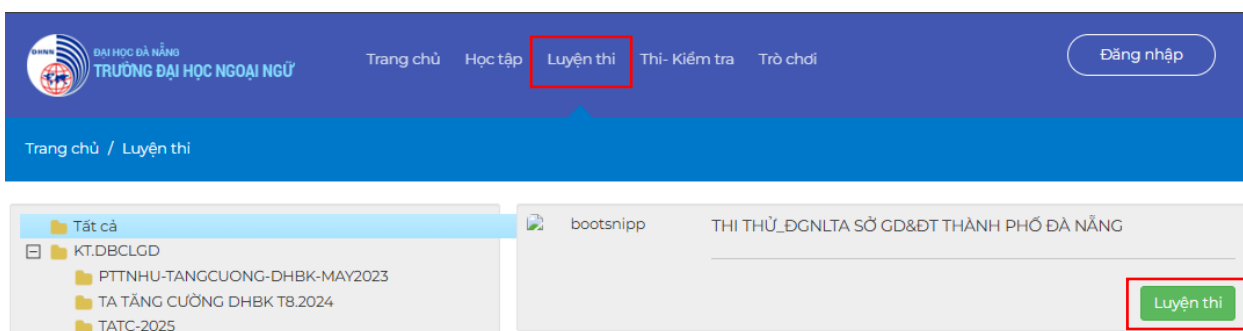 ĐHNN
ĐẠI HỌC ĐÀ NẴNG
TRƯỜNG ĐẠI HỌC NGOẠI NGỮ
Trang chủ Học tập Luyện thi Thi- Kiểm tra Trò chơi
Đăng nhập
Trang chủ / Luyện thi
Tất cả
KT.DBCLGD
PTTNHU-TANGCUONG-DHBK-MAY2023
TA TĂNG CƯỜNG DHBK T8.2024
TATC-2025
bootsnipp
THI THỬ_ĐGNLTA SỞ GD&ĐT THÀNH PHỐ ĐÀ NẴNG
Luyện thi